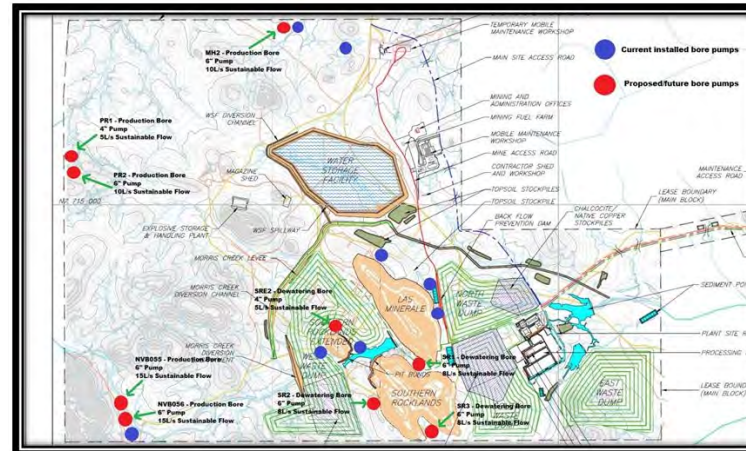 MH2 - Production Bore
6" Pump
10L/s Sustainable Flow
TEMPORARY MOBILE
MAINTENANCE WORKSHOP
MAIN SITE ACCESS ROAD
Current installed bore pumps
Proposed/future bore pumps
PR1 - Production Bore
4" Pump
5L/s Sustainable Flow
PR2 - Production Bore
6" Pump
10L/s Sustainable Flow
WSF DIVERSION
CHANNEL
MAGAZINE
SHED
EXPLOSIVE STORAGE
& HANDLING PLANT
WATER
STORAGE
FACILITY
WSF SPILLWAY
MINING AND
ADMINISTRATION OFFICES
MINING FUEL FARM
MOBILE MAINTENANCE
WORKSHOP
MINE ACCESS ROAD
CONTRACTOR SHED
AND WORKSHOP
TOPSOIL STOCKPILES
TOPSOIL STOCKPILE
BACK FLOW
PREVENTION DAM
CHALCOCITE/
NATIVE COPPER
STOCKPILES
LEASE BOUNDARY
(MAIN BLOCK)
MAINTENANCE
ACCESS ROAD
MORRIS CREEK LEVEE
MORRIS CREEK
DIVERSION CHANNEL
SRE2 - Dewatering Bore
4" Pump
5L/s Sustainable Flow
LAS
MINERALE
NORTH
WASTE
DUMP
SEDIMENT
PLANT SITE
PROCESSING
LEASE BOUNDARY
(MAIN BLOCK)
MORRIS CREEK
DIVERSION
NVB055 - Production Bore
6" Pump
15L/s Sustainable Flow
NVB056 - Production Bore
6" Pump
15L/s Sustainable Flow
PIT BUNDS
SR1 - Dewatering Bore
6" Pump
8L/s Sustainable Flow
SR2 - Dewatering Bore
6" Pump
8L/s Sustainable Flow
SOUTHERN
ROCKLANDS
SR3 - Dewatering Bore
6" Pump
8L/s Sustainable Flow
EAST
WASTE
DUMP